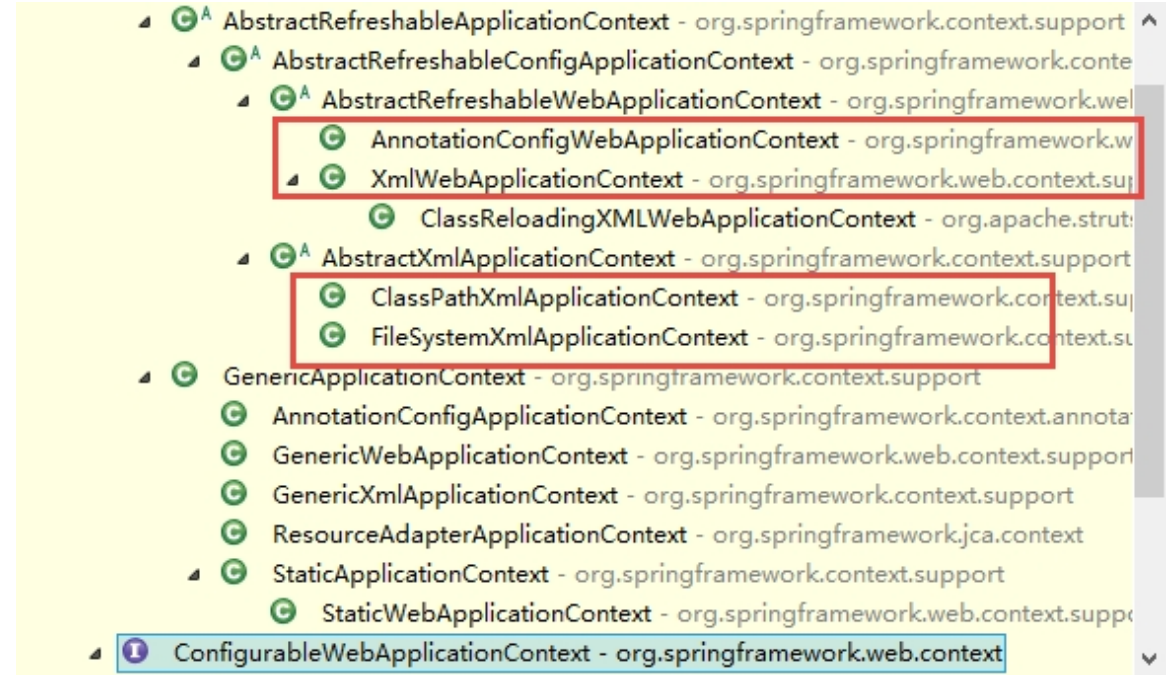 AbstractRefreshableApplicationContext - org.springframework.context.support
AbstractRefreshableConfigApplicationContext - org.springframework.conte
AbstractRefreshableWebApplicationContext - org.springframework.wel
AnnotationConfigWebApplicationContext - org.springframework.w
XmlWebApplicationContext - org.springframework.web.context.sup
ClassReloadingXMLWebApplicationContext - org.apache.struts
AbstractXmlApplicationContext - org.springframework.context.support
ClassPathXmlApplicationContext - org.springframework.context.sup
FileSystemXmlApplicationContext - org.springframework.context.su
GenericApplicationContext - org.springframework.context.support
AnnotationConfigApplicationContext - org.springframework.context.annota
GenericWebApplicationContext - org.springframework.web.context.support
GenericXmlApplicationContext - org.springframework.context.support
ResourceAdapterApplicationContext - org.springframework.jca.context
StaticApplicationContext - org.springframework.context.support
StaticWebApplicationContext - org.springframework.web.context.suppo
ConfigurableWebApplicationContext - org.springframework.web.context